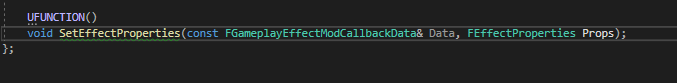 UFUNCTION()
void SetEffectProperties(const FGameplayEffectModCallbackData& Data, FEffectProperties Props);
};